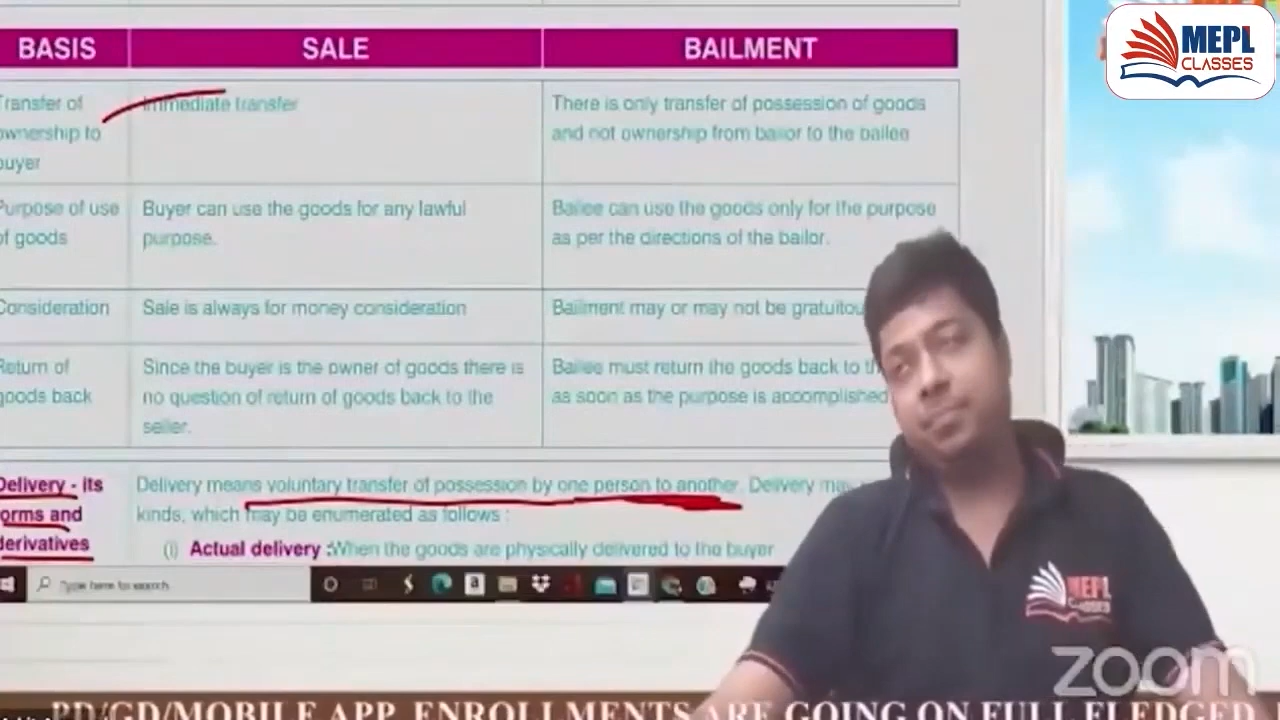 BASIS SALE BAILMENT
MEPL
CLASSES
Transfer of
ownership to
buyer
Immediate transfer
There is only transfer of possession of goods
and not ownership from bailor to the bailee
Purpose of use
of goods
Buyer can use the goods for any lawful
purpose.
Bailee can use the goods only for the purpose
as per the directions of the bailor.
Consideration
Sale is always for money consideration
Bailment may or may not be gratuitou
Return of
goods back
Since the buyer is the owner of goods there is
no question of return of goods back to the
seller.
Bailee must return the goods back to th
as soon as the purpose is accomplished
Delivery - its
forms and
derivatives
Delivery means voluntary transfer of possession by one person to another. Delivery may
kinds, which may be enumerated as follows :
(i) Actual delivery : When the goods are physically delivered to the buyer
Type here to search
MEPL
CLASSES
zoom
PD/GD/MOBILE APP ENROLLMENTS ARE GOING ON FULL FLEDGED